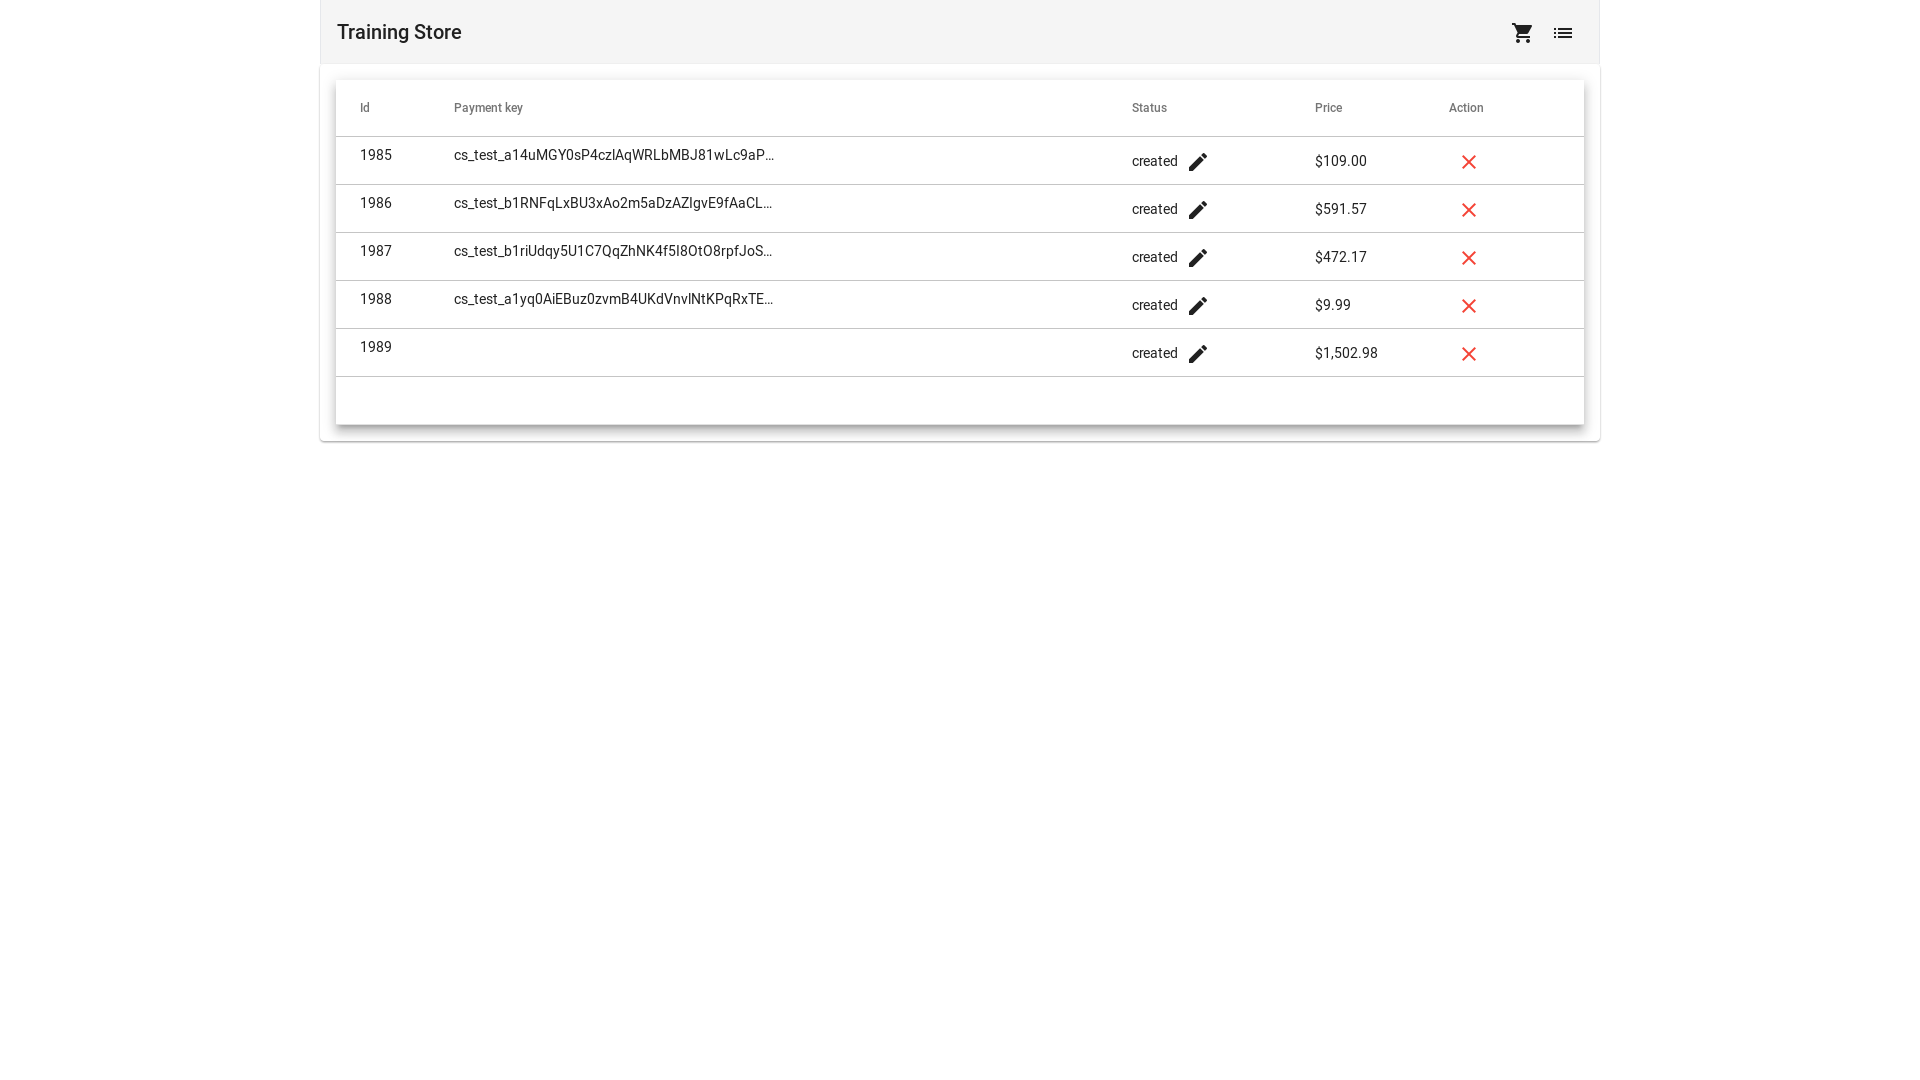 Training Store
Id Payment key Status Price Action
1985 cs_test_a14uMGY0sP4czlAqWRLbMBJ81wLc9aP... created $109.00
1986 cs_test_b1RNFqLxBU3xAo2m5aDzAZIgvE9fAaCL... created $591.57
1987 cs_test_b1riUdqy5U1C7QqZhNK4f5I8OtO8rpfJoS... created $472.17
1988 cs_test_a1yq0AiEBuz0zvmB4UKdVnvlNtKPqRxTE... created $9.99
1989 created $1,502.98